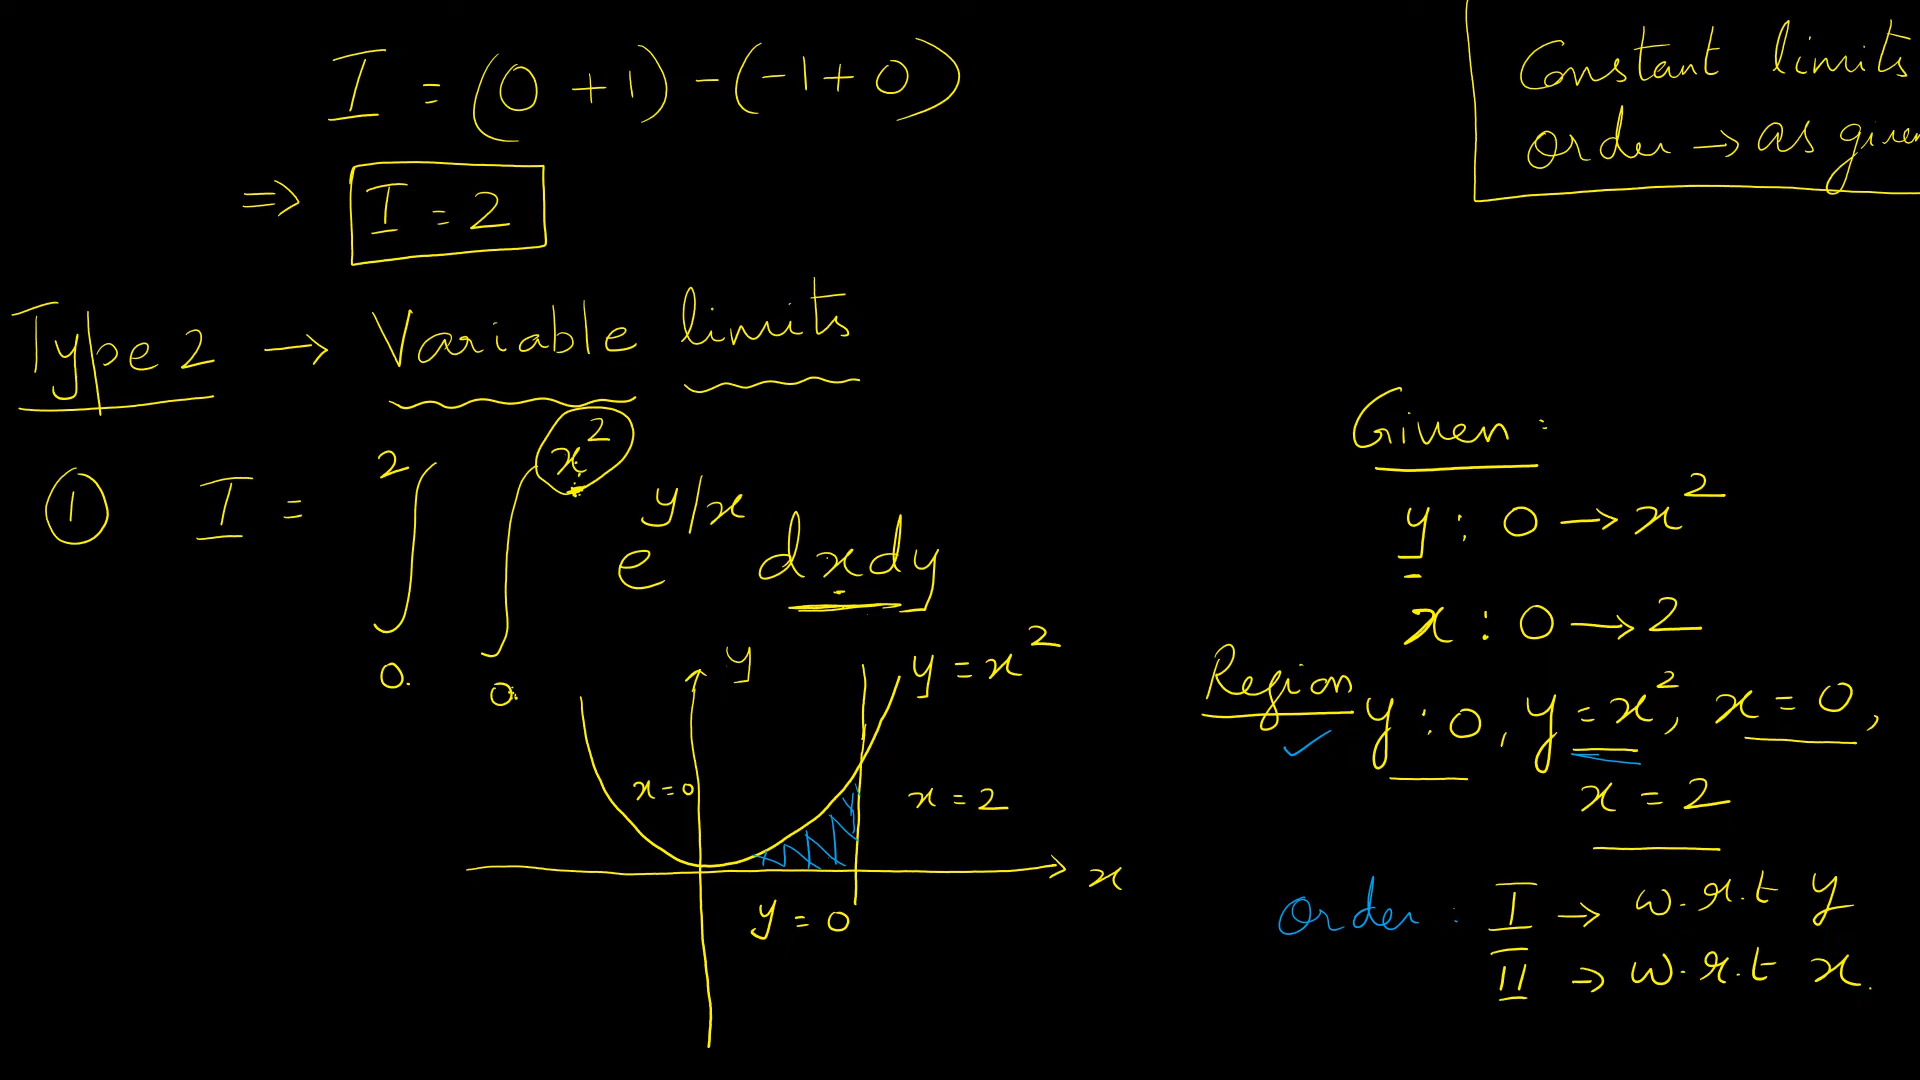 I = (0 + 1) - (-1 + 0)
⇒ I = 2
Constant limits
order → as given
Type 2 → Variable limits
① I = ∫₀² ∫₀^(x²) e^(y/x) dxdy
Given :
y : 0 → x²
x : 0 → 2
Region y : 0, y = x², x = 0,
x = 2
order : I → w.r.t y
II → w.r.t x.
y
y = x²
x = 0
x = 2
x
y = 0